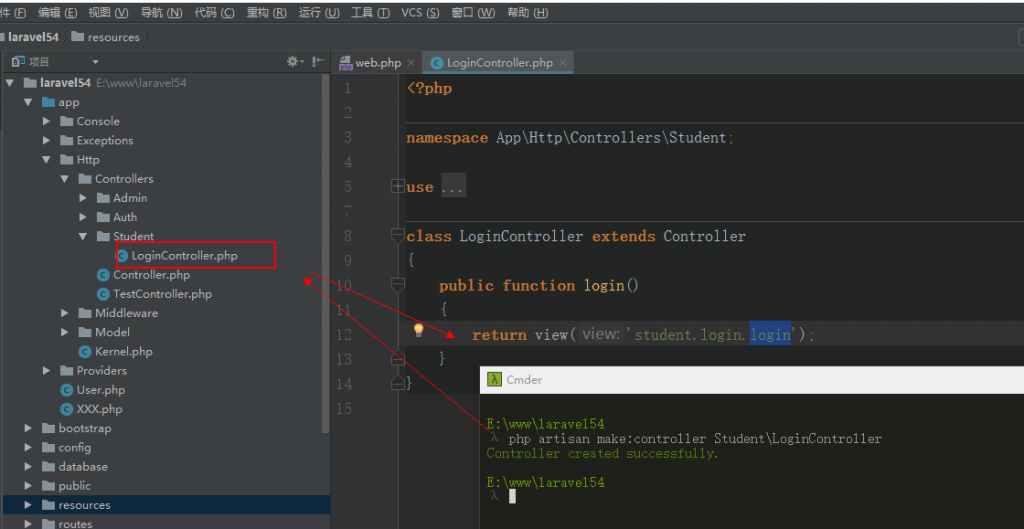 件 (F) 编辑 (E) 视图 (V) 导航 (N) 代码 (C) 重构 (R) 运行 (U) 工具 (T) VCS (S) 窗口 (W) 帮助 (H)
laravel54 resources
项目
web.php LoginController.php
laravel54 E:\www\laravel54
app
Console
Exceptions
Http
Controllers
Admin
Auth
Student
LoginController.php
Controller.php
TestController.php
Middleware
Model
Kernel.php
Providers
User.php
XXX.php
bootstrap
config
database
public
resources
routes
1 <?php
2
3 namespace App\Http\Controllers\Student;
4
5 use ...
7
8 class LoginController extends Controller
9 {
10 public function login()
11 {
12 return view( view: 'student.login.login');
13 }
14 }
15
λ Cmder
E:\www\laravel54
λ php artisan make:controller Student\LoginController
Controller created successfully.
E:\www\laravel54
λ